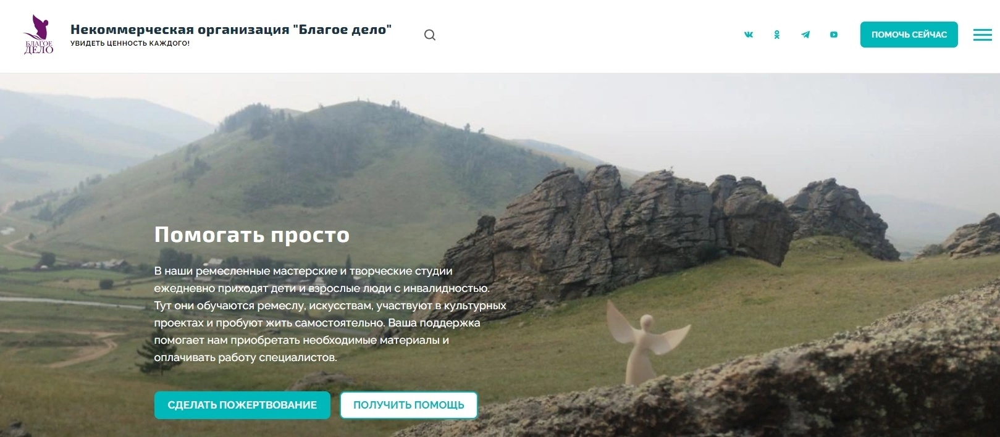 БЛАГОЕ
ДЕЛО
Некоммерческая организация "Благое дело"
УВИДЕТЬ ЦЕННОСТЬ КАЖДОГО!
ПОМОЧЬ СЕЙЧАС
Помогать просто
В наши ремесленные мастерские и творческие студии
ежедневно приходят дети и взрослые люди с инвалидностью.
Тут они обучаются ремеслу, искусствам, участвуют в культурных
проектах и пробуют жить самостоятельно. Ваша поддержка
помогает нам приобретать необходимые материалы и
оплачивать работу специалистов.
СДЕЛАТЬ ПОЖЕРТВОВАНИЕ
ПОЛУЧИТЬ ПОМОЩЬ